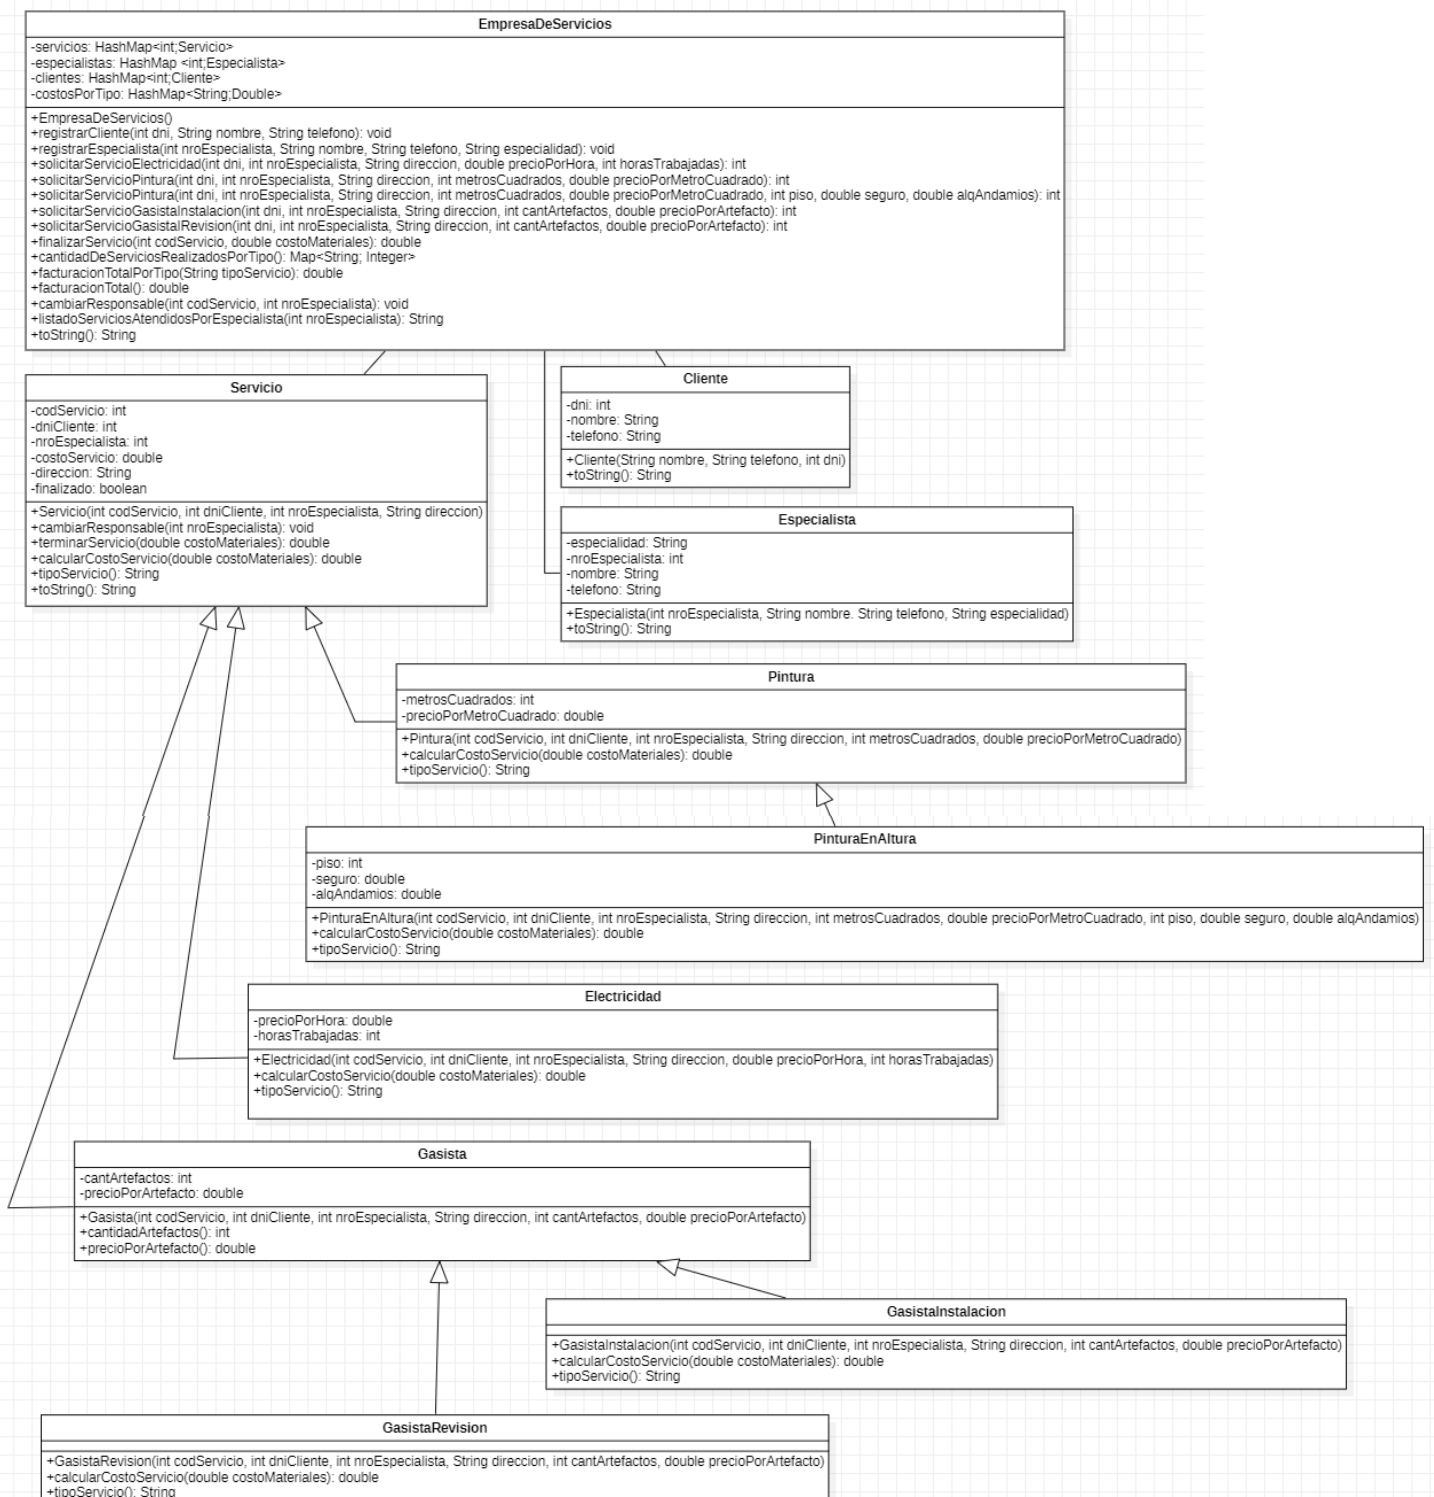 EmpresaDeServicios
-servicios: HashMap<int;Servicio>
-especialistas: HashMap <int;Especialista>
-clientes: HashMap<int;Cliente>
-costosPorTipo: HashMap<String;Double>
+EmpresaDeServicios()
+registrarCliente(int dni, String nombre, String telefono): void
+registrarEspecialista(int nroEspecialista, String nombre, String telefono, String especialidad): void
+solicitarServicioElectricidad(int dni, int nroEspecialista, String direccion, double precioPorHora, int horasTrabajadas): int
+solicitarServicioPintura(int dni, int nroEspecialista, String direccion, int metrosCuadrados, double precioPorMetroCuadrado): int
+solicitarServicioPintura(int dni, int nroEspecialista, String direccion, int metrosCuadrados, double precioPorMetroCuadrado, int piso, double seguro, double alqAndamios): int
+solicitarServicioGasistaInstalacion(int dni, int nroEspecialista, String direccion, int cantArtefactos, double precioPorArtefacto): int
+solicitarServicioGasistalRevision(int dni, int nroEspecialista, String direccion, int cantArtefactos, double precioPorArtefacto): int
+finalizarServicio(int codServicio, double costoMateriales): double
+cantidadDeServiciosRealizadosPorTipo(): Map<String; Integer>
+facturacionTotalPorTipo(String tipoServicio): double
+facturacionTotal(): double
+cambiarResponsable(int codServicio, int nroEspecialista): void
+listadoServiciosAtendidosPorEspecialista(int nroEspecialista): String
+toString(): String
Servicio
-codServicio: int
-dniCliente: int
-nroEspecialista: int
-costoServicio: double
-direccion: String
-finalizado: boolean
+Servicio(int codServicio, int dniCliente, int nroEspecialista, String direccion)
+cambiarResponsable(int nroEspecialista): void
+terminarServicio(double costoMateriales): double
+calcularCostoServicio(double costoMateriales): double
+tipoServicio(): String
+toString(): String
Cliente
-dni: int
-nombre: String
-telefono: String
+Cliente(String nombre, String telefono, int dni)
+toString(): String
Especialista
-especialidad: String
-nroEspecialista: int
-nombre: String
-telefono: String
+Especialista(int nroEspecialista, String nombre. String telefono, String especialidad)
+toString(): String
Pintura
-metrosCuadrados: int
-precioPorMetroCuadrado: double
+Pintura(int codServicio, int dniCliente, int nroEspecialista, String direccion, int metrosCuadrados, double precioPorMetroCuadrado)
+calcularCostoServicio(double costoMateriales): double
+tipoServicio(): String
PinturaEnAltura
-piso: int
-seguro: double
-alqAndamios: double
+PinturaEnAltura(int codServicio, int dniCliente, int nroEspecialista, String direccion, int metrosCuadrados, double precioPorMetroCuadrado, int piso, double seguro, double alqAndamios)
+calcularCostoServicio(double costoMateriales): double
+tipoServicio(): String
Electricidad
-precioPorHora: double
-horasTrabajadas: int
+Electricidad(int codServicio, int dniCliente, int nroEspecialista, String direccion, double precioPorHora, int horasTrabajadas)
+calcularCostoServicio(double costoMateriales): double
+tipoServicio(): String
Gasista
-cantArtefactos: int
-precioPorArtefacto: double
+Gasista(int codServicio, int dniCliente, int nroEspecialista, String direccion, int cantArtefactos, double precioPorArtefacto)
+cantidadArtefactos(): int
+precioPorArtefacto(): double
GasistaInstalacion
+GasistaInstalacion(int codServicio, int dniCliente, int nroEspecialista, String direccion, int cantArtefactos, double precioPorArtefacto)
+calcularCostoServicio(double costoMateriales): double
+tipoServicio(): String
GasistaRevision
+GasistaRevision(int codServicio, int dniCliente, int nroEspecialista, String direccion, int cantArtefactos, double precioPorArtefacto)
+calcularCostoServicio(double costoMateriales): double
+tipoServicio(): String